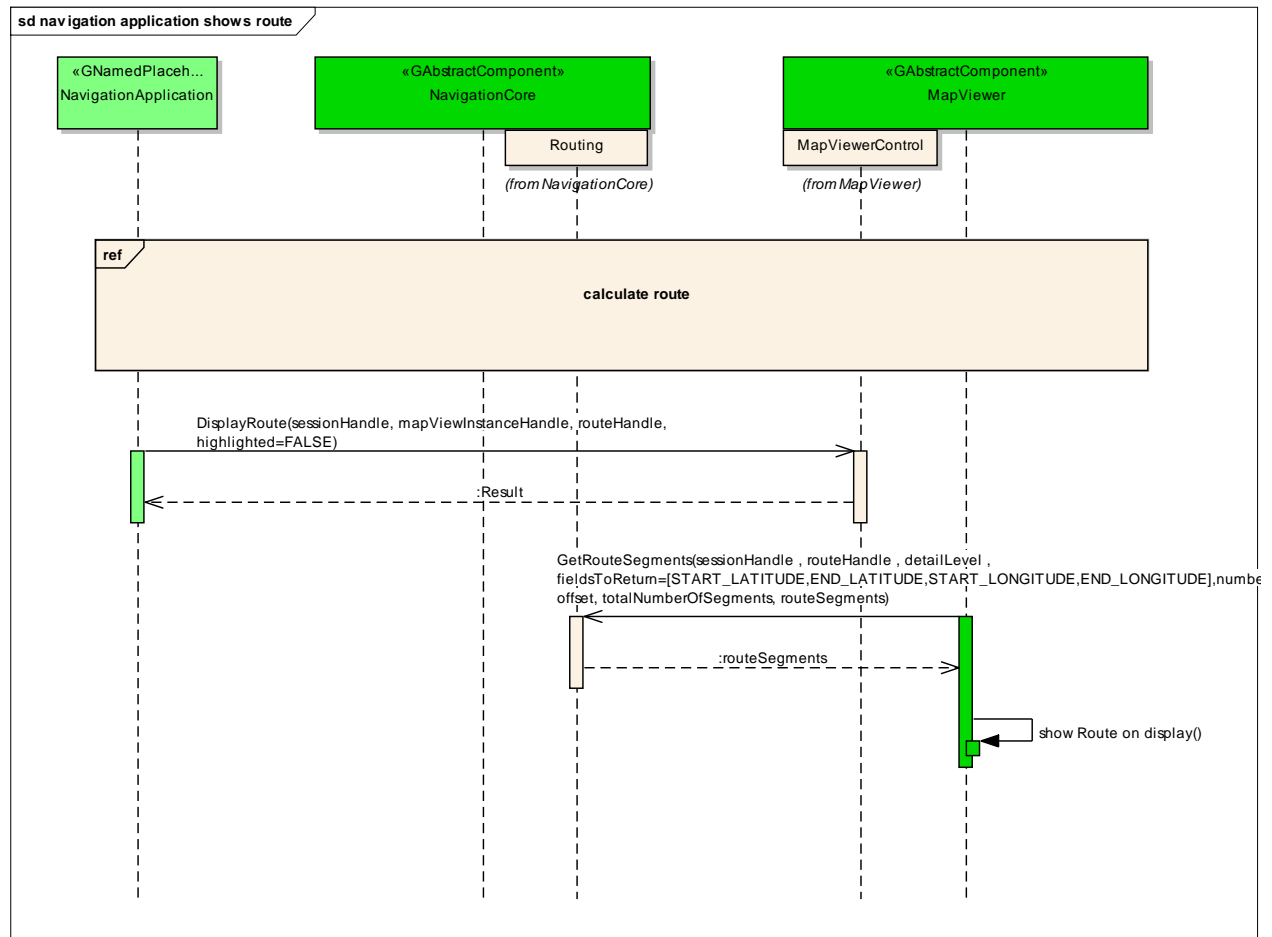 sd navigation application shows route
«GNamedPlaceh...
NavigationApplication
«GAbstractComponent»
NavigationCore
«GAbstractComponent»
MapViewer
Routing
(from NavigationCore)
MapViewerControl
(from MapViewer)
ref
calculate route
DisplayRoute(sessionHandle, mapViewInstanceHandle, routeHandle,
highlighted=FALSE)
:Result
GetRouteSegments(sessionHandle , routeHandle , detailLevel ,
fieldsToReturn=[START_LATITUDE,END_LATITUDE,START_LONGITUDE,END_LONGITUDE],numbe
offset, totalNumberOfSegments, routeSegments)
:routeSegments
show Route on display()